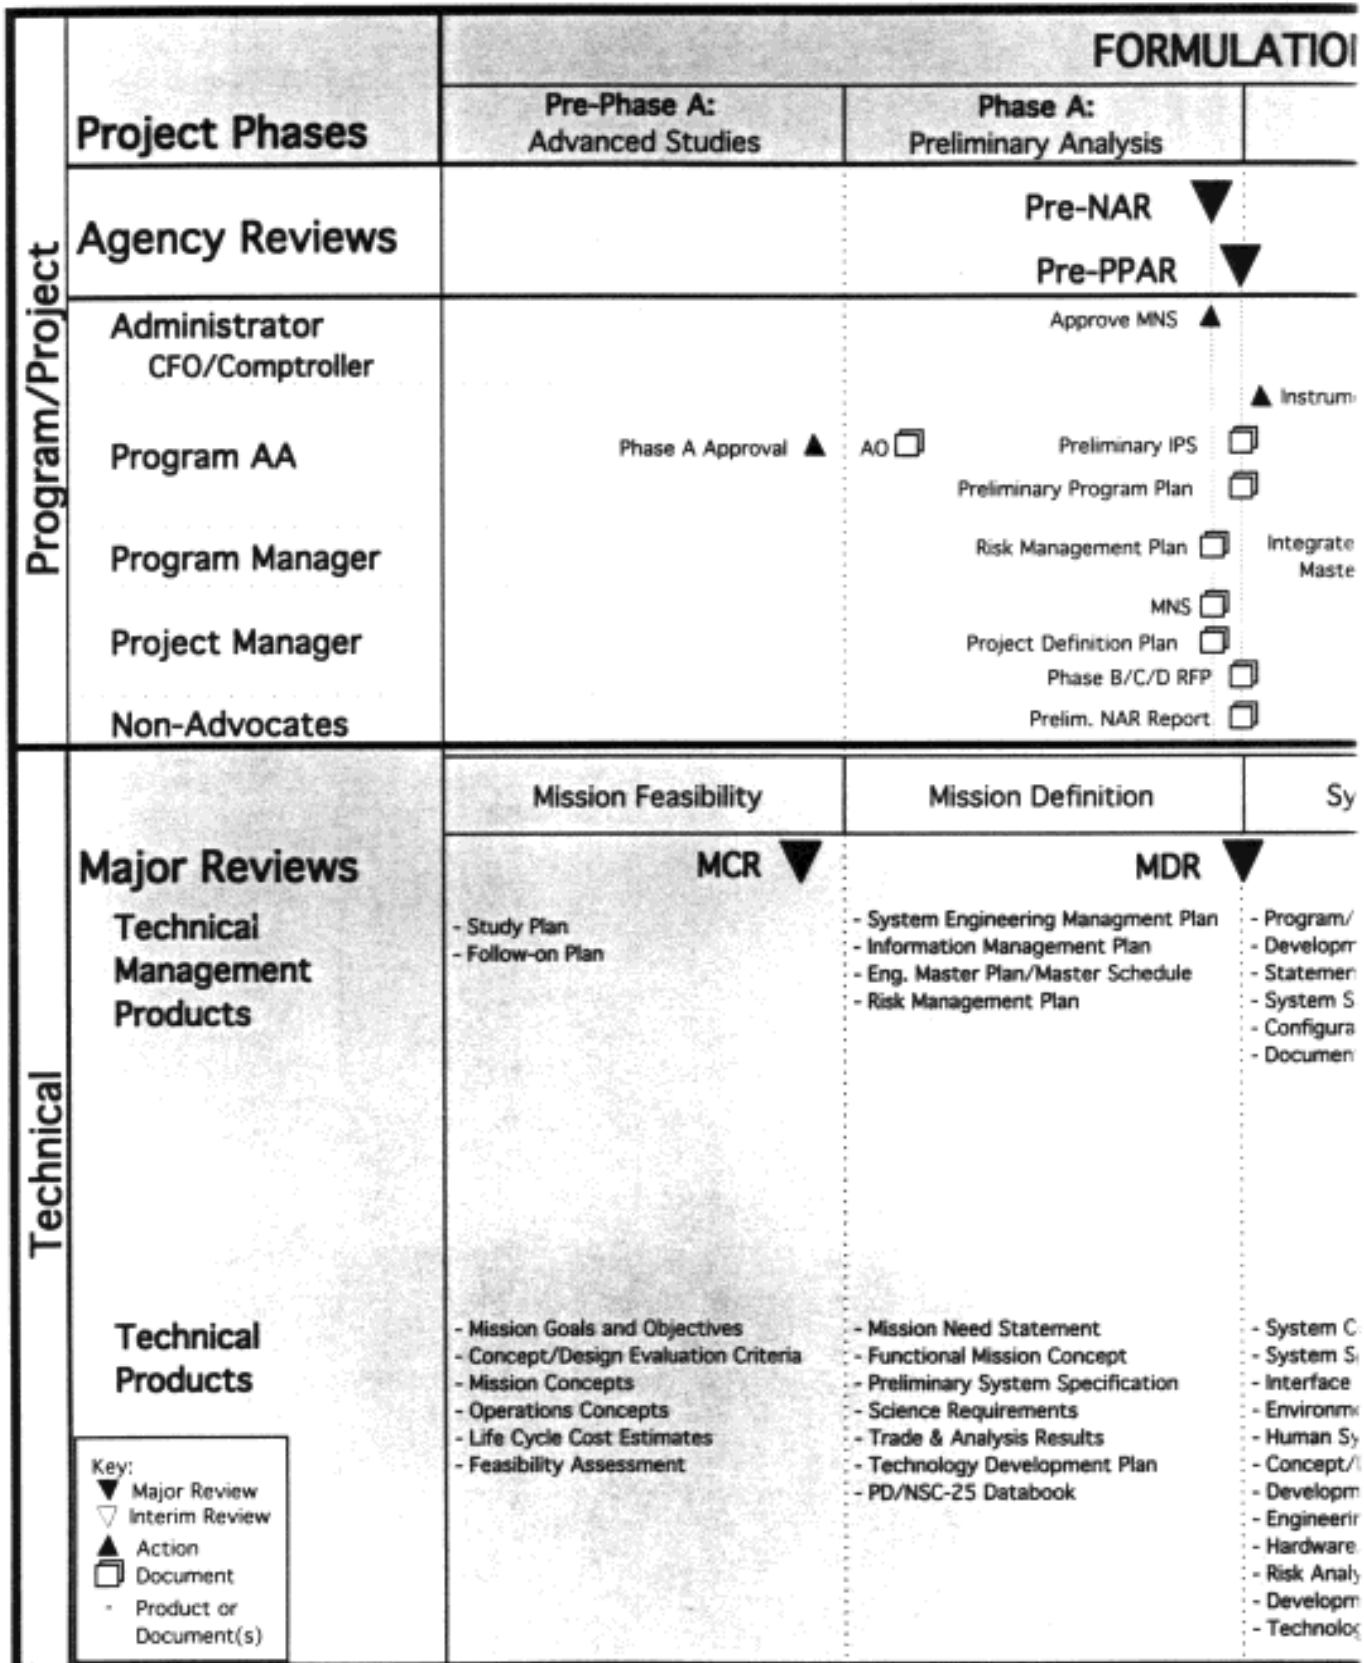 FORMULATIO
Project Phases
Pre-Phase A:
Advanced Studies
Phase A:
Preliminary Analysis
Program/Project
Agency Reviews
Pre-NAR
Pre-PPAR
Administrator
CFO/Comptroller
Approve MNS
Instrum
Program AA
Phase A Approval
AO
Preliminary IPS
Preliminary Program Plan
Program Manager
Risk Management Plan
Integrate
Maste
MNS
Project Manager
Project Definition Plan
Phase B/C/D RFP
Non-Advocates
Prelim. NAR Report
Technical
Mission Feasibility
Mission Definition
Sy
Major Reviews
MCR
MDR
Technical
Management
Products
- Study Plan
- Follow-on Plan
- System Engineering Managment Plan
- Information Management Plan
- Eng. Master Plan/Master Schedule
- Risk Management Plan
- Program/
- Developm
- Statemen
- System S
- Configura
- Documen
Technical
Products
- Mission Goals and Objectives
- Concept/Design Evaluation Criteria
- Mission Concepts
- Operations Concepts
- Life Cycle Cost Estimates
- Feasibility Assessment
- Mission Need Statement
- Functional Mission Concept
- Preliminary System Specification
- Science Requirements
- Trade & Analysis Results
- Technology Development Plan
- PD/NSC-25 Databook
- System C
- System S
- Interface
- Environm
- Human Sy
- Concept/
- Developm
- Engineerin
- Hardware
- Risk Analy
- Developm
- Technolog
Key:
Major Review
Interim Review
Action
Document
- Product or
Document(s)